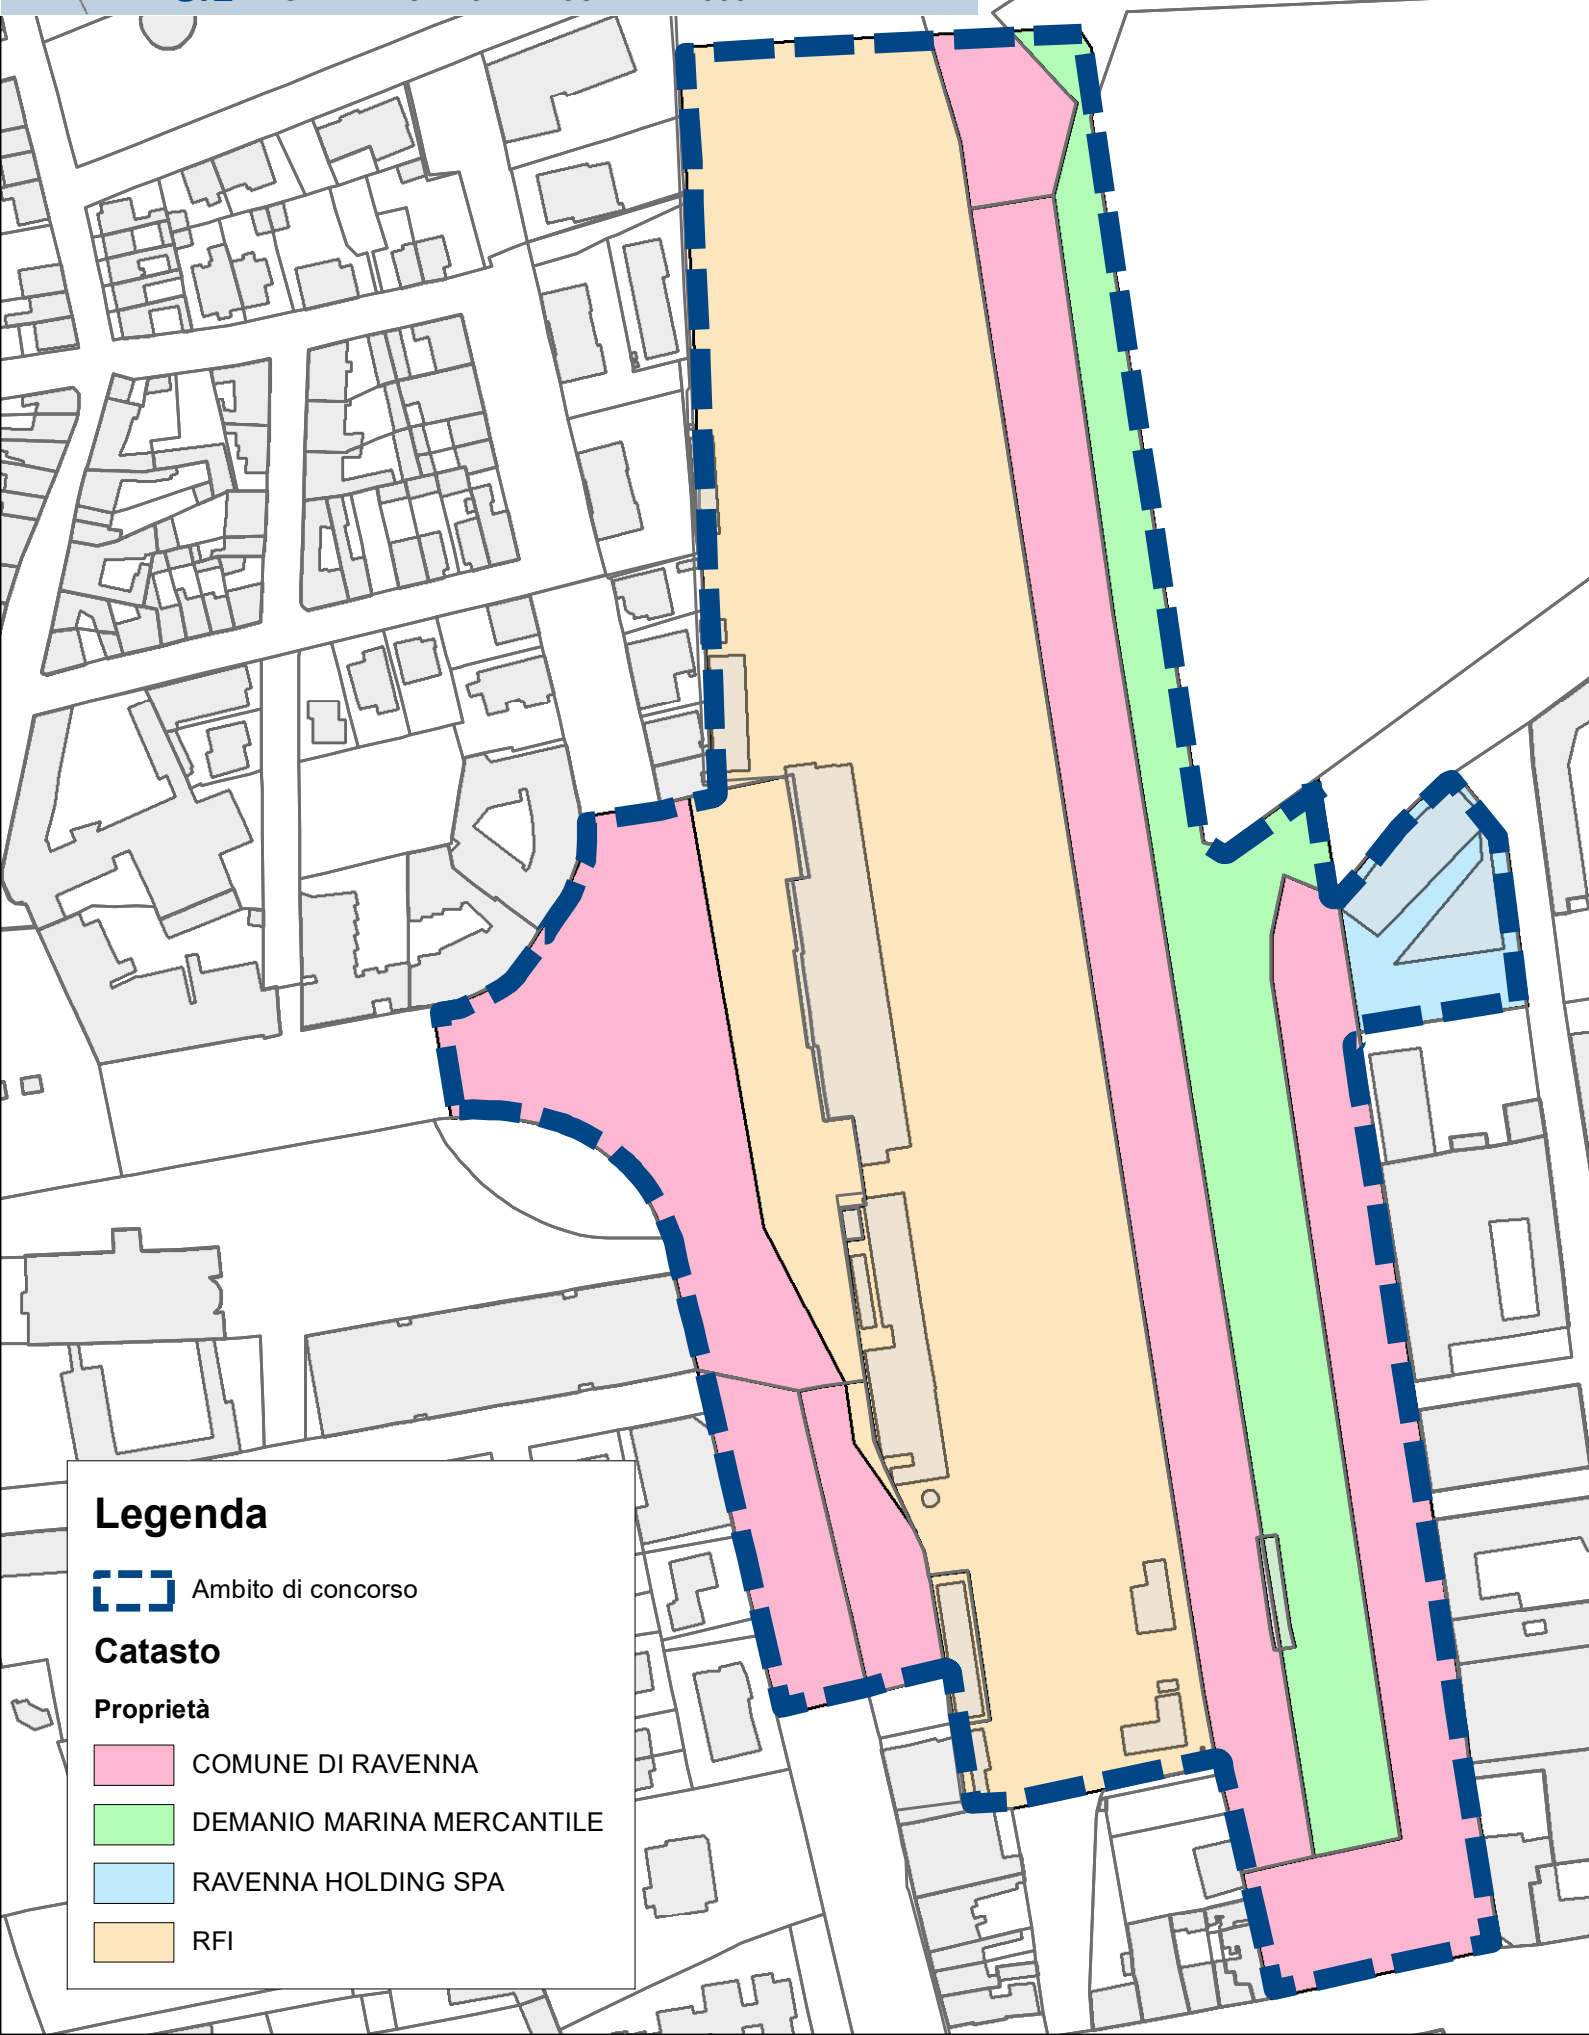 Legenda
Ambito di concorso
Catasto
Proprietà
COMUNE DI RAVENNA
DEMANIO MARINA MERCANTILE
RAVENNA HOLDING SPA
RFI